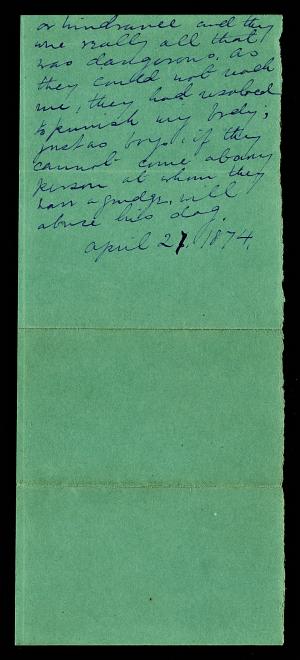 or hindrance and they
were really all that
was dangerous. As
they could not reach
me, they had resolved
to punish my body;
just as boys, if they
cannot come at any
person at whom they
have a grudge, will
abuse his dog.
April 27. 1874.